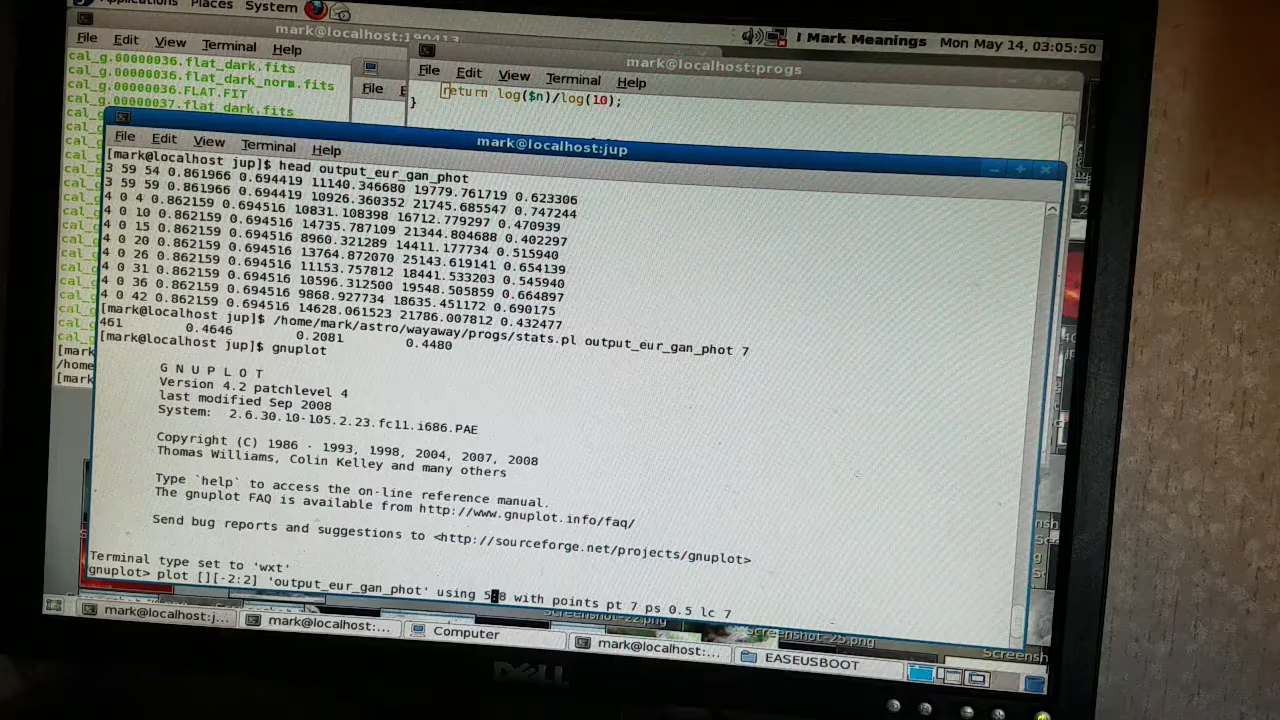 Applications Places System
Mark Meanings Mon May 14, 03:05:50
mark@localhost:190413
File Edit View Terminal Help
cal_g.00000036.flat_dark.fits
cal_g.00000036.flat_dark_norm.fits
cal_g.00000036.FLAT.FIT
cal_g.00000037.flat_dark.fits
File
mark@localhost:progs
File Edit View Terminal Help
return log($n)/log(10);
}
mark@localhost:jup
File Edit View Terminal Help
[mark@localhost jup]$ head output_eur_gan_phot
3 59 54 0.861966 0.694419 11140.346680 19779.761719 0.623306
3 59 59 0.861966 0.694419 10926.360352 21745.685547 0.747244
4 0 4 0.862159 0.694516 10831.108398 16712.779297 0.470939
4 0 10 0.862159 0.694516 14735.787109 21344.804688 0.402297
4 0 15 0.862159 0.694516 8960.321289 14411.177734 0.515940
4 0 20 0.862159 0.694516 13764.872070 25143.619141 0.654139
4 0 26 0.862159 0.694516 11153.757812 18441.533203 0.545940
4 0 31 0.862159 0.694516 10596.312500 19548.505859 0.664897
4 0 36 0.862159 0.694516 9868.927734 18635.451172 0.690175
4 0 42 0.862159 0.694516 14628.061523 21786.007812 0.432477
[mark@localhost jup]$ /home/mark/astro/wayaway/progs/stats.pl output_eur_gan_phot 7
461 0.4646 0.2081 0.4480
[mark@localhost jup]$ gnuplot
G N U P L O T
Version 4.2 patchlevel 4
last modified Sep 2008
System: 2.6.30.10-105.2.23.fc11.i686.PAE
Copyright (C) 1986 - 1993, 1998, 2004, 2007, 2008
Thomas Williams, Colin Kelley and many others
Type `help` to access the on-line reference manual.
The gnuplot FAQ is available from http://www.gnuplot.info/faq/
Send bug reports and suggestions to <http://sourceforge.net/projects/gnuplot>
Terminal type set to 'wxt'
gnuplot> plot [][-2:2] 'output_eur_gan_phot' using 5:8 with points pt 7 ps 0.5 lc 7
Screenshot-22.png
Screenshot-25.png
Screensh
mark@localhost:j...
mark@localhost:...
Computer
mark@localhost:...
EASEUSBOOT
DELL